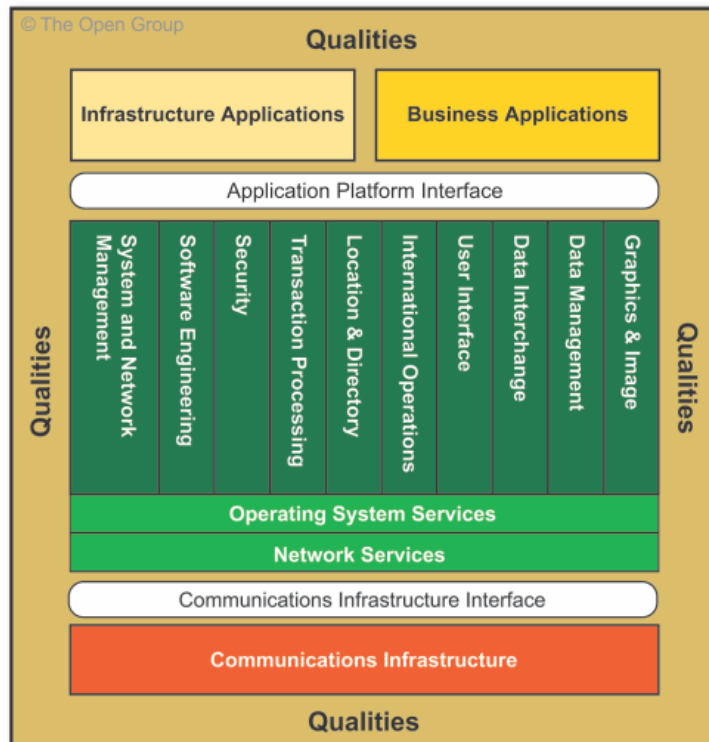 © The Open Group
Qualities
Infrastructure Applications
Business Applications
Application Platform Interface
Qualities
System and Network
Management
Software Engineering
Security
Transaction Processing
Location & Directory
International Operations
User Interface
Data Interchange
Data Management
Graphics & Image
Qualities
Operating System Services
Network Services
Communications Infrastructure Interface
Communications Infrastructure
Qualities